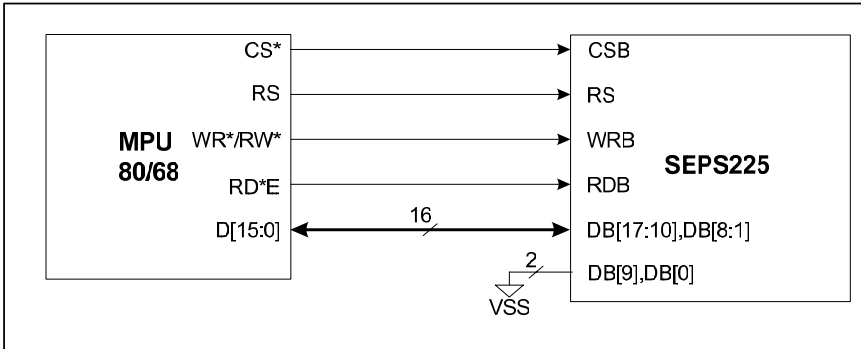 CS*
CSB
RS
RS
MPU
80/68
WR*/RW*
WRB
SEPS225
RD*E
RDB
16
D[15:0]
DB[17:10],DB[8:1]
2
DB[9],DB[0]
VSS